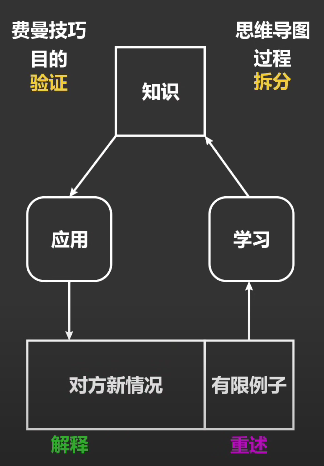 费曼技巧
目的
验证
思维导图
过程
拆分
知识
应用
学习
对方新情况
有限例子
解释
重述